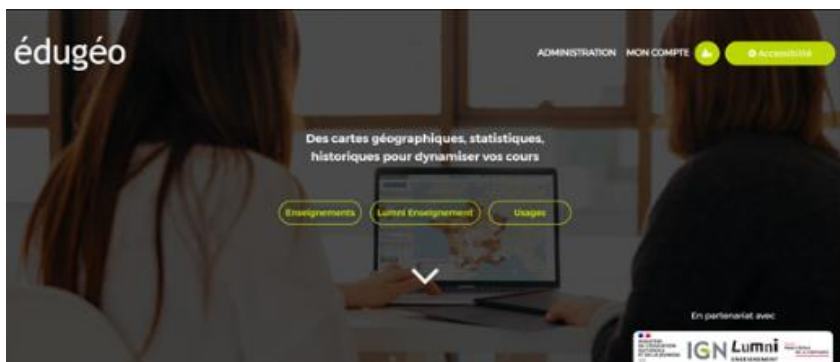 édugéo
ADMINISTRATION MON COMPTE Accessibilité
Des cartes géographiques, statistiques,
historiques pour dynamiser vos cours
Enseignements Lumni Enseignement Usages
En partenariat avec
IGN Lumni
ENSEIGNEMENT